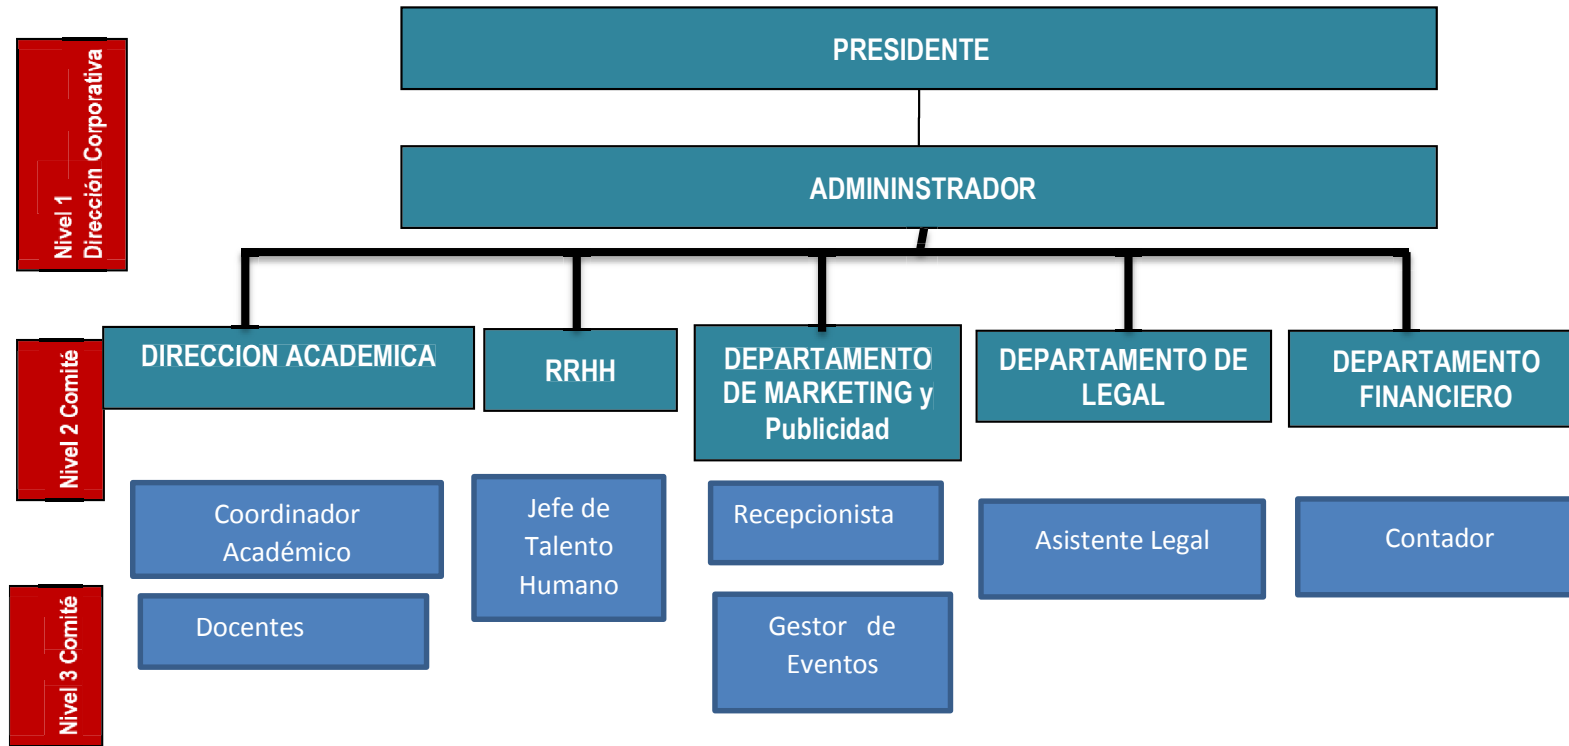 PRESIDENTE
Nivel 1
Dirección Corporativa
ADMININSTRADOR
Nivel 2 Comité
DIRECCION ACADEMICA
RRHH
DEPARTAMENTO
DE MARKETING y
Publicidad
DEPARTAMENTO DE
LEGAL
DEPARTAMENTO
FINANCIERO
Coordinador
Académico
Jefe de
Talento
Humano
Recepcionista
Asistente Legal
Contador
Nivel 3 Comité
Docentes
Gestor de
Eventos